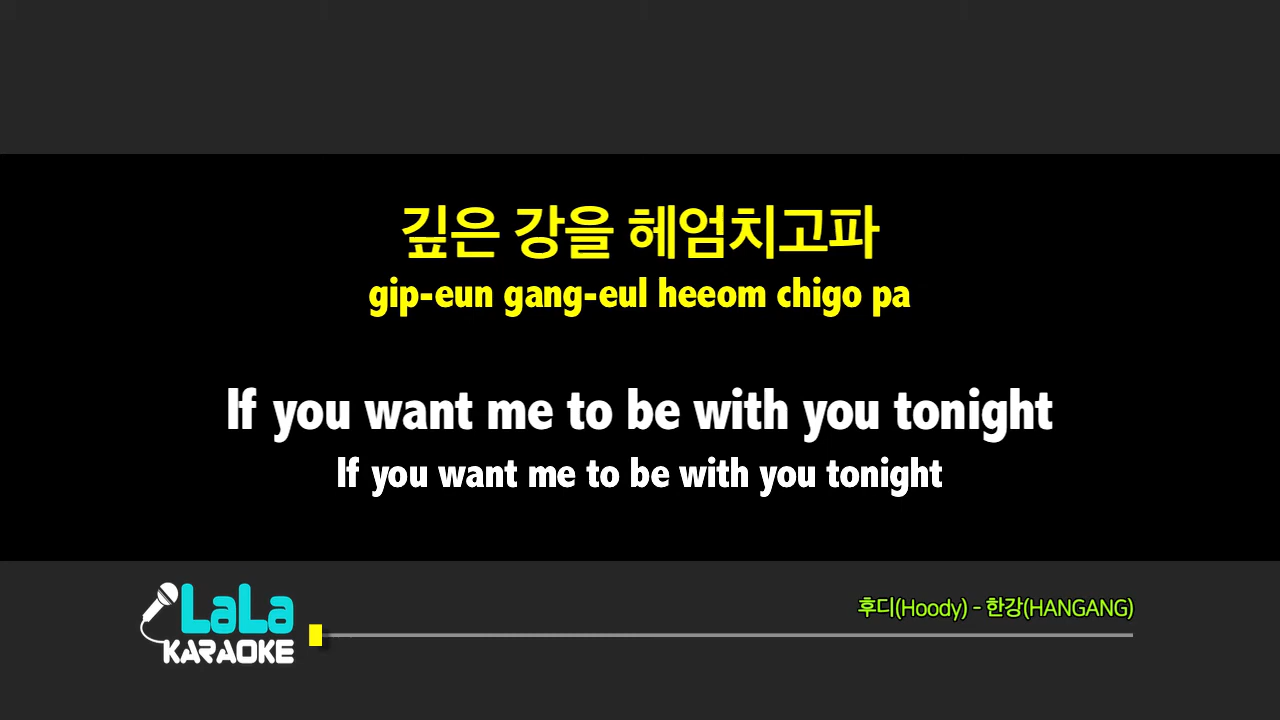 깊은 강을 헤엄치고파
gip-eun gang-eul heeom chigo pa
If you want me to be with you tonight
If you want me to be with you tonight
LaLa
KARAOKE
후디(Hoody) - 한강(HANGANG)